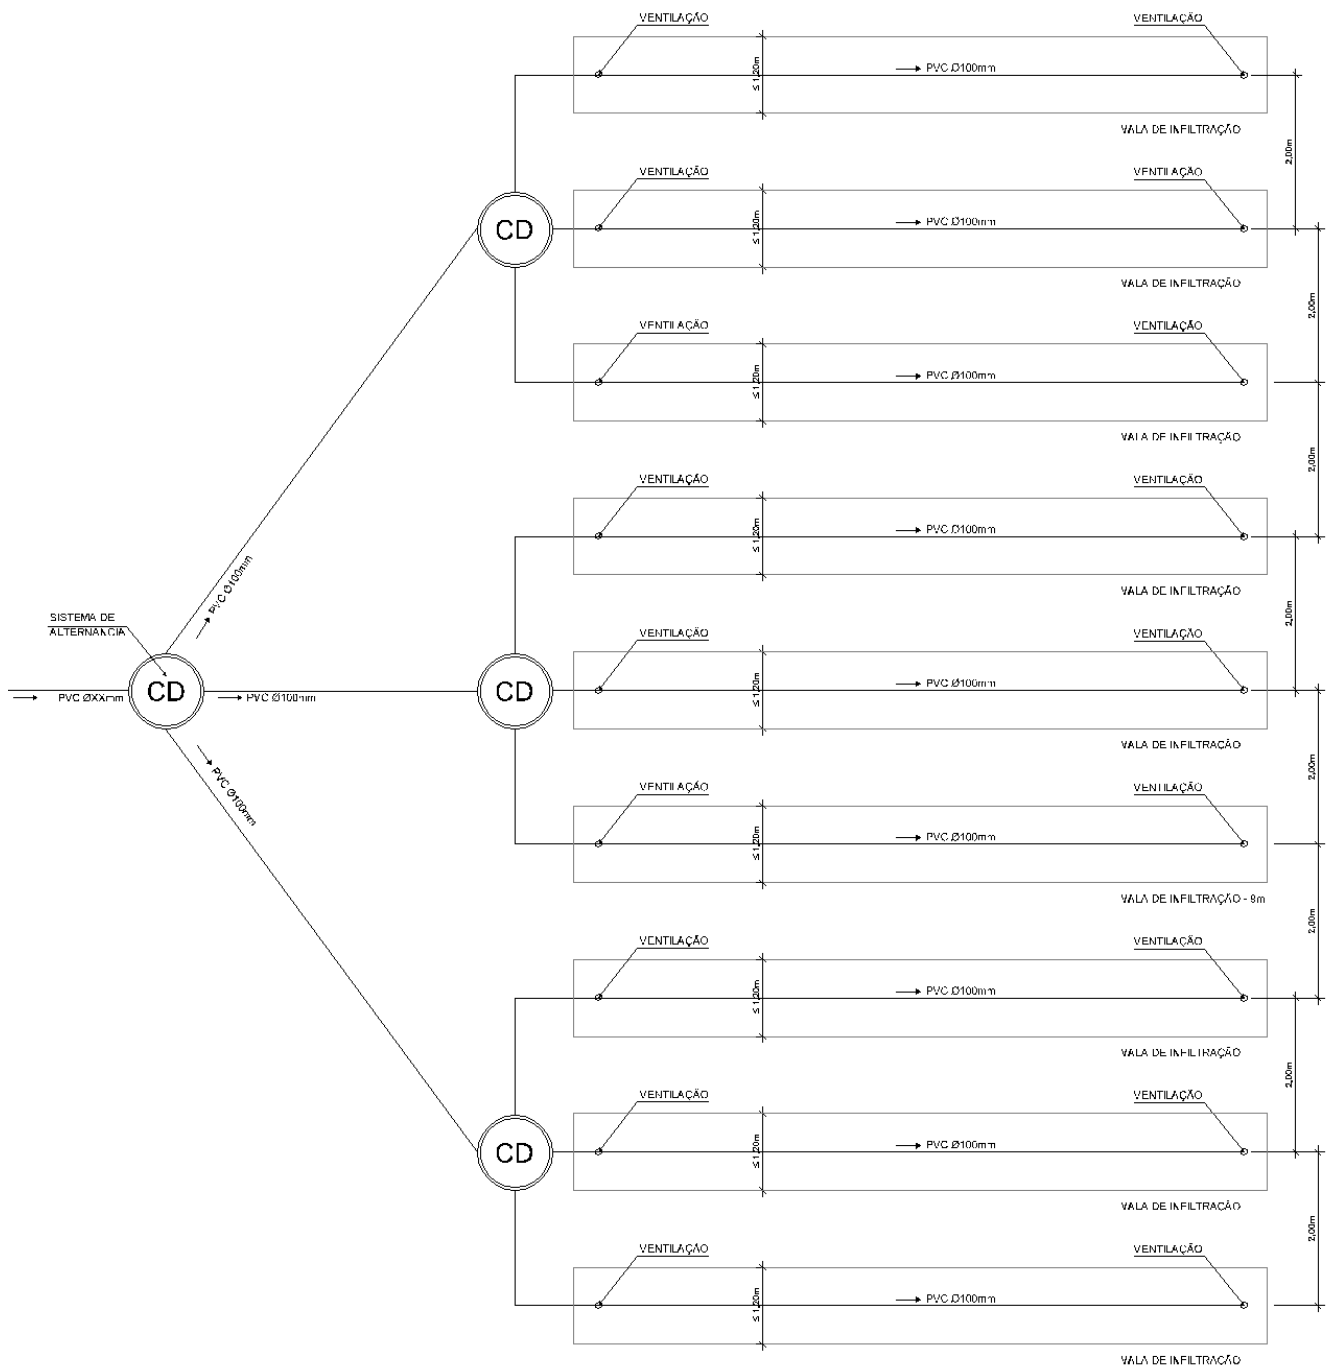 VENTILAÇÃO
VENTILAÇÃO
≤ 1,20m
PVC Ø100mm
VALA DE INFILTRAÇÃO
2,00m
VENTILAÇÃO
VENTILAÇÃO
CD
≤ 1,20m
PVC Ø100mm
VALA DE INFILTRAÇÃO
2,00m
VENTILAÇÃO
VENTILAÇÃO
≤ 1,20m
PVC Ø100mm
VALA DE INFILTRAÇÃO
2,00m
VENTILAÇÃO
VENTILAÇÃO
≤ 1,20m
PVC Ø100mm
VALA DE INFILTRAÇÃO
2,00m
PVC Ø100mm
SISTEMA DE
ALTERNANCIA
VENTILAÇÃO
VENTILAÇÃO
PVC ØXXmm
CD
PVC Ø100mm
CD
≤ 1,20m
PVC Ø100mm
VALA DE INFILTRAÇÃO
2,00m
PVC Ø100mm
VENTILAÇÃO
VENTILAÇÃO
≤ 1,20m
PVC Ø100mm
VALA DE INFILTRAÇÃO - 9m
2,00m
VENTILAÇÃO
VENTILAÇÃO
≤ 1,20m
PVC Ø100mm
VALA DE INFILTRAÇÃO
2,00m
VENTILAÇÃO
VENTILAÇÃO
CD
≤ 1,20m
PVC Ø100mm
VALA DE INFILTRAÇÃO
2,00m
VENTILAÇÃO
VENTILAÇÃO
≤ 1,20m
PVC Ø100mm
VALA DE INFILTRAÇÃO